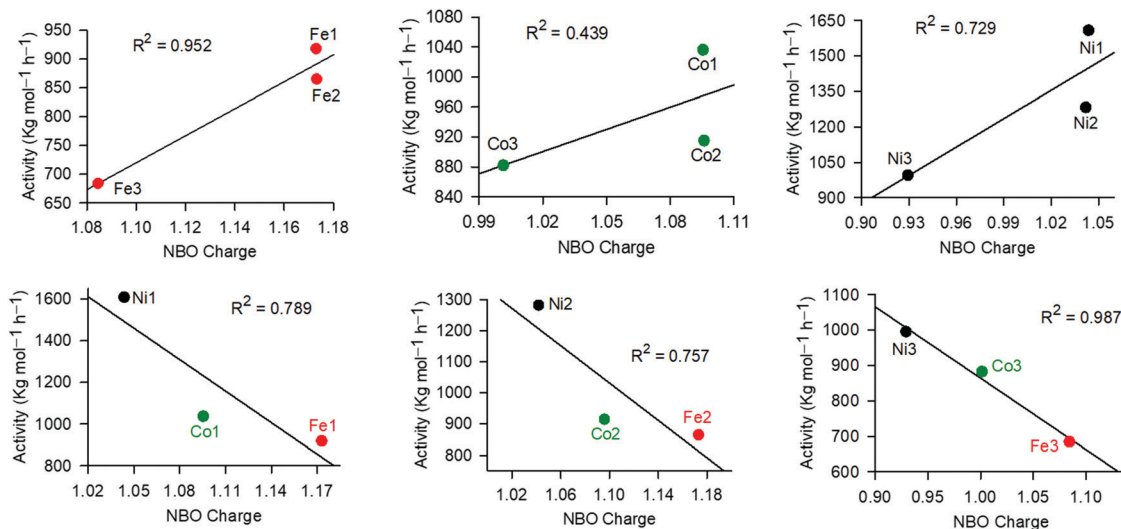 Activity (Kg mol⁻¹ h⁻¹)
950
900
850
800
750
700
650
R² = 0.952
Fe1
Fe2
Fe3
1.08 1.10 1.12 1.14 1.16 1.18
NBO Charge
Activity (Kg mol⁻¹ h⁻¹)
1080
1040
1000
960
920
880
840
R² = 0.439
Co1
Co3
Co2
0.99 1.02 1.05 1.08 1.11
NBO Charge
Activity (Kg mol⁻¹ h⁻¹)
1650
1500
1350
1200
1050
900
R² = 0.729
Ni1
Ni2
Ni3
0.90 0.93 0.96 0.99 1.02 1.05
NBO Charge
Activity (Kg mol⁻¹ h⁻¹)
1600
1400
1200
1000
800
Ni1
R² = 0.789
Co1
Fe1
1.02 1.05 1.08 1.11 1.14 1.17
NBO Charge
Activity (Kg mol⁻¹ h⁻¹)
1300
1200
1100
1000
900
800
Ni2
R² = 0.757
Co2
Fe2
1.02 1.06 1.10 1.14 1.18
NBO Charge
Activity (Kg mol⁻¹ h⁻¹)
1100
1000
900
800
700
600
R² = 0.987
Ni3
Co3
Fe3
0.90 0.95 1.00 1.05 1.10
NBO Charge